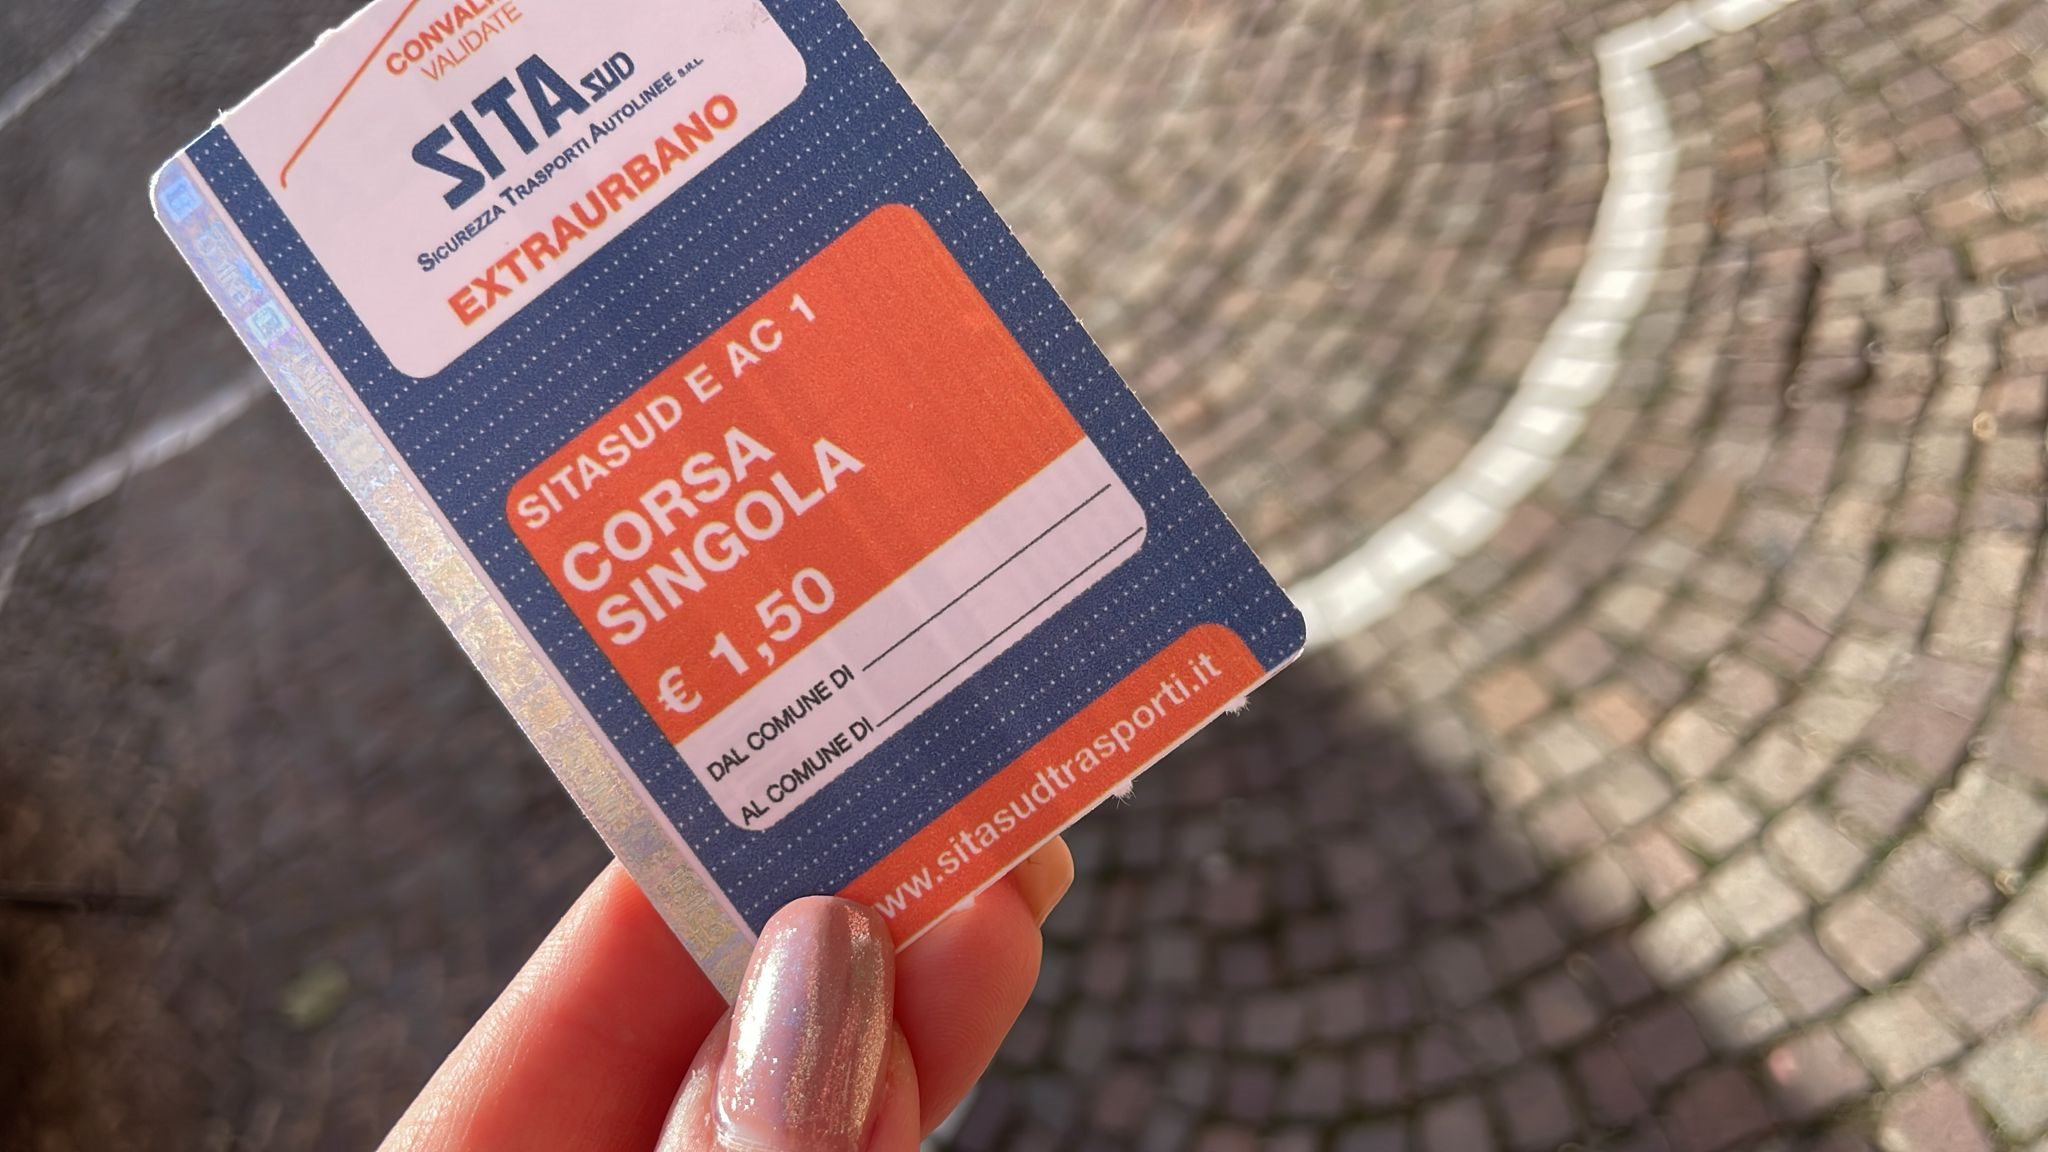 VALIDATE
SITA SUD
SICUREZZA TRASPORTI AUTOLINEE S.R.L.
EXTRAURBANO
SITASUD E AC 1
CORSA
SINGOLA
€ 1,50
DAL COMUNE DI
AL COMUNE DI
www.sitasudtrasporti.it